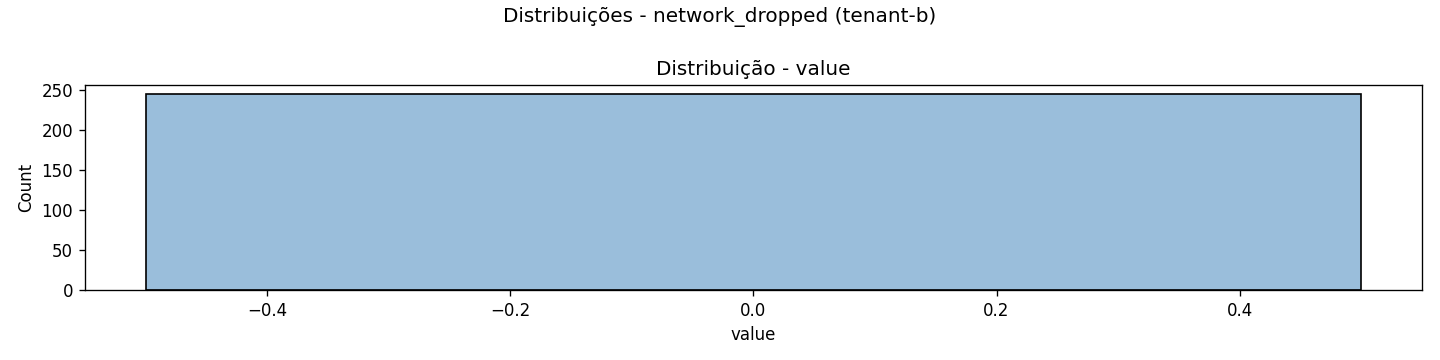 Distribuições - network_dropped (tenant-b)
Distribuição - value
250
200
150
100
50
0
Count
−0.4
−0.2
0.0
0.2
0.4
value